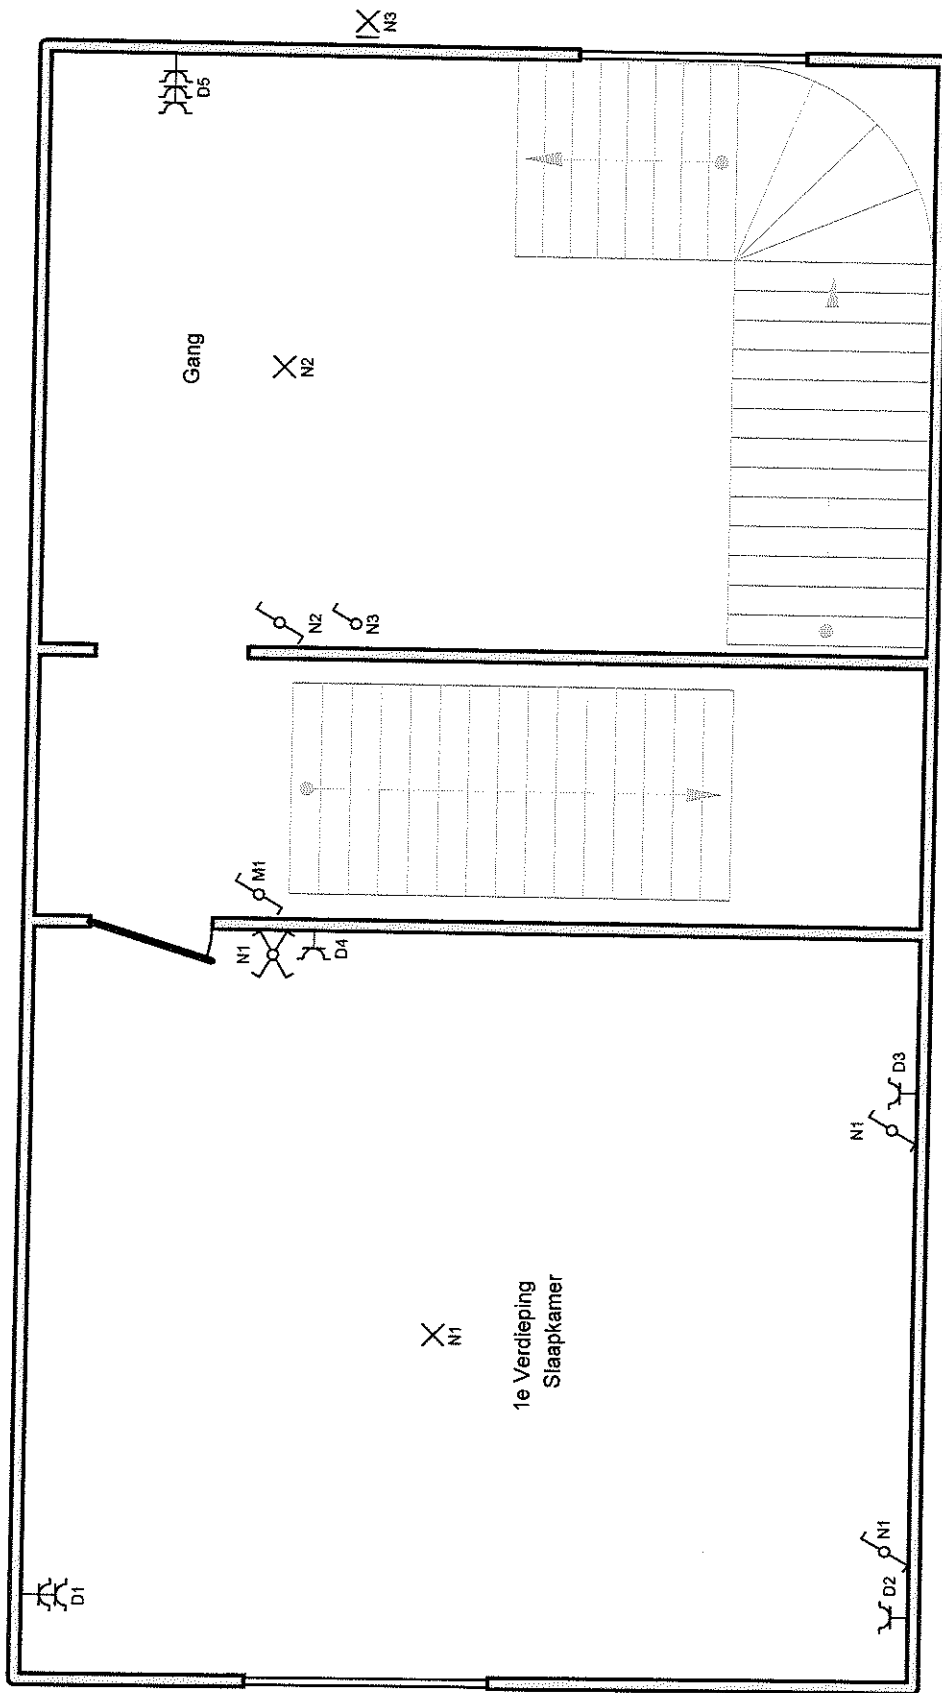 N3
D5
Gang
N2
N2
N3
M1
N1
D4
D3
N1
1e Verdieping
Slaapkamer
N1
D1
N1
D2